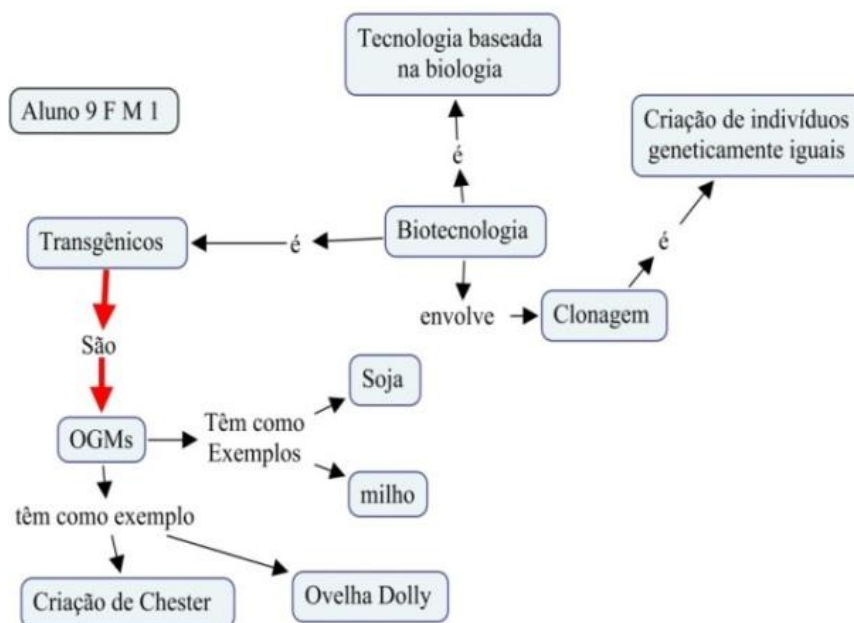 Tecnologia baseada
na biologia
Aluno 9 F M 1
Criação de indivíduos
geneticamente iguais
é
é
Transgênicos
é
Biotecnologia
envolve
Clonagem
São
Soja
OGMs
Têm como
Exemplos
milho
têm como exemplo
Criação de Chester
Ovelha Dolly